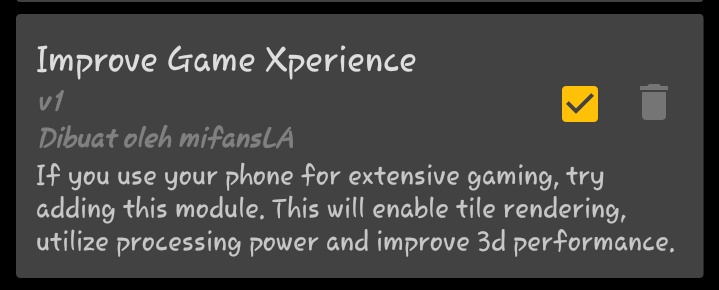 Improve Game Xperience
v1
Dibuat oleh mifansLA
If you use your phone for extensive gaming, try
adding this module. This will enable tile rendering,
utilize processing power and improve 3d performance.